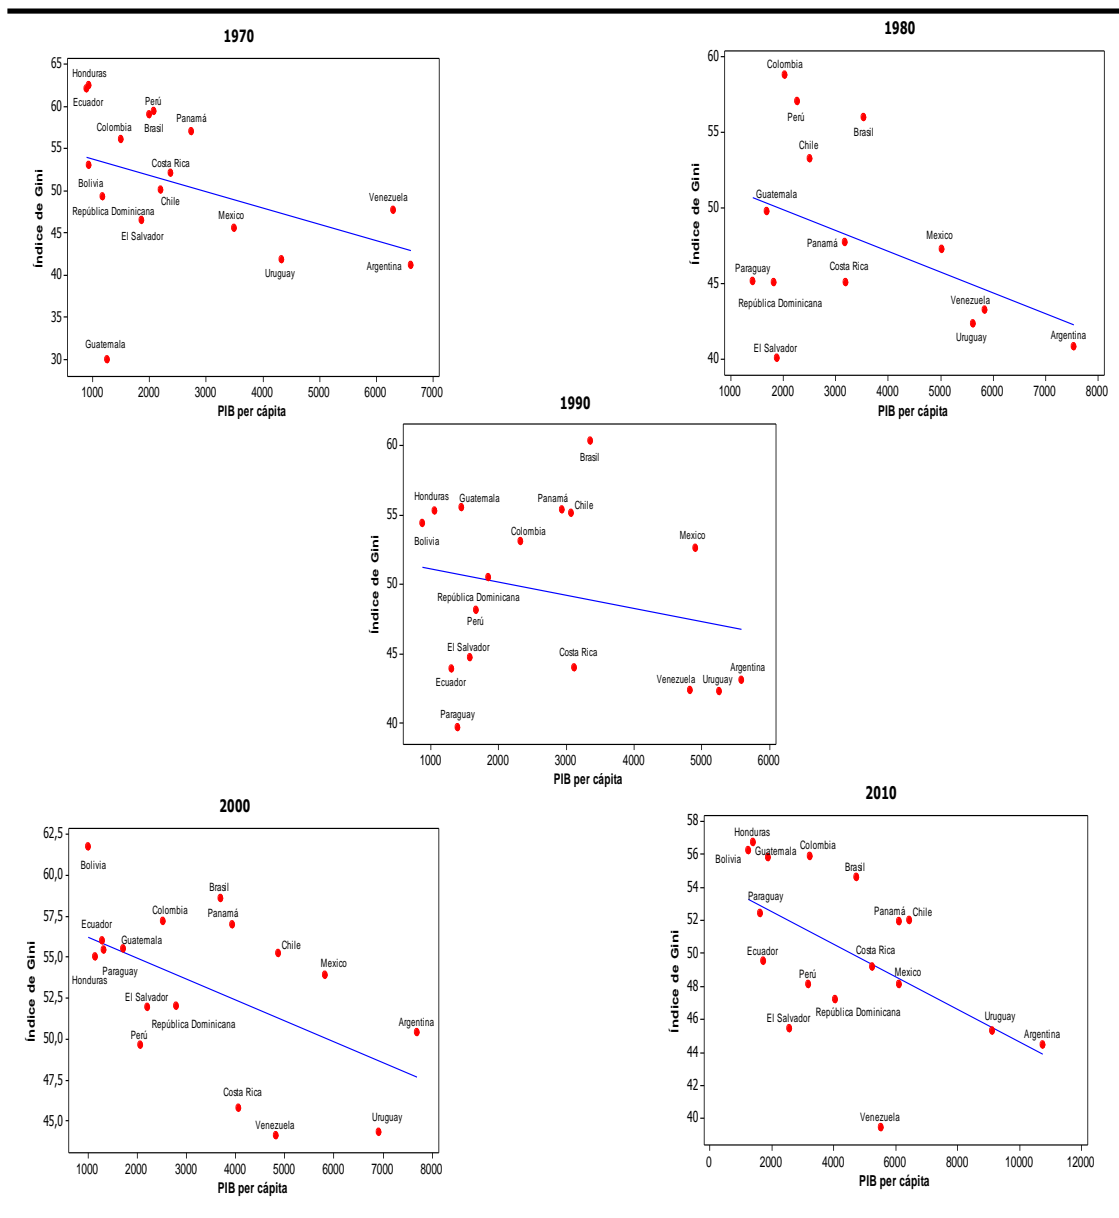 1970
65
60
55
50
45
40
35
30
Índice de Gini
Honduras
Ecuador
Perú
Brasil
Panamá
Colombia
Costa Rica
Bolivia
Chile
República Dominicana
El Salvador
Mexico
Venezuela
Uruguay
Argentina
Guatemala
1000 2000 3000 4000 5000 6000 7000
PIB per cápita
1980
60
55
50
45
40
Índice de Gini
Colombia
Perú
Brasil
Chile
Guatemala
Panamá
Mexico
Paraguay
Costa Rica
República Dominicana
Venezuela
Uruguay
El Salvador
Argentina
1000 2000 3000 4000 5000 6000 7000 8000
PIB per cápita
1990
60
55
50
45
40
Índice de Gini
Brasil
Honduras
Guatemala
Panamá
Chile
Bolivia
Colombia
Mexico
República Dominicana
Perú
El Salvador
Costa Rica
Ecuador
Venezuela
Uruguay
Argentina
Paraguay
1000 2000 3000 4000 5000 6000
PIB per cápita
2000
62,5
60,0
57,5
55,0
52,5
50,0
47,5
45,0
Índice de Gini
Bolivia
Brasil
Colombia
Panamá
Ecuador
Guatemala
Chile
Paraguay
Honduras
Mexico
El Salvador
República Dominicana
Perú
Argentina
Costa Rica
Venezuela
Uruguay
1000 2000 3000 4000 5000 6000 7000 8000
PIB per cápita
2010
58
56
54
52
50
48
46
44
42
40
Índice de Gini
Honduras
Bolivia
Guatemala
Colombia
Brasil
Paraguay
Panamá
Chile
Ecuador
Costa Rica
Perú
Mexico
República Dominicana
El Salvador
Uruguay
Argentina
Venezuela
0 2000 4000 6000 8000 10000 12000
PIB per cápita